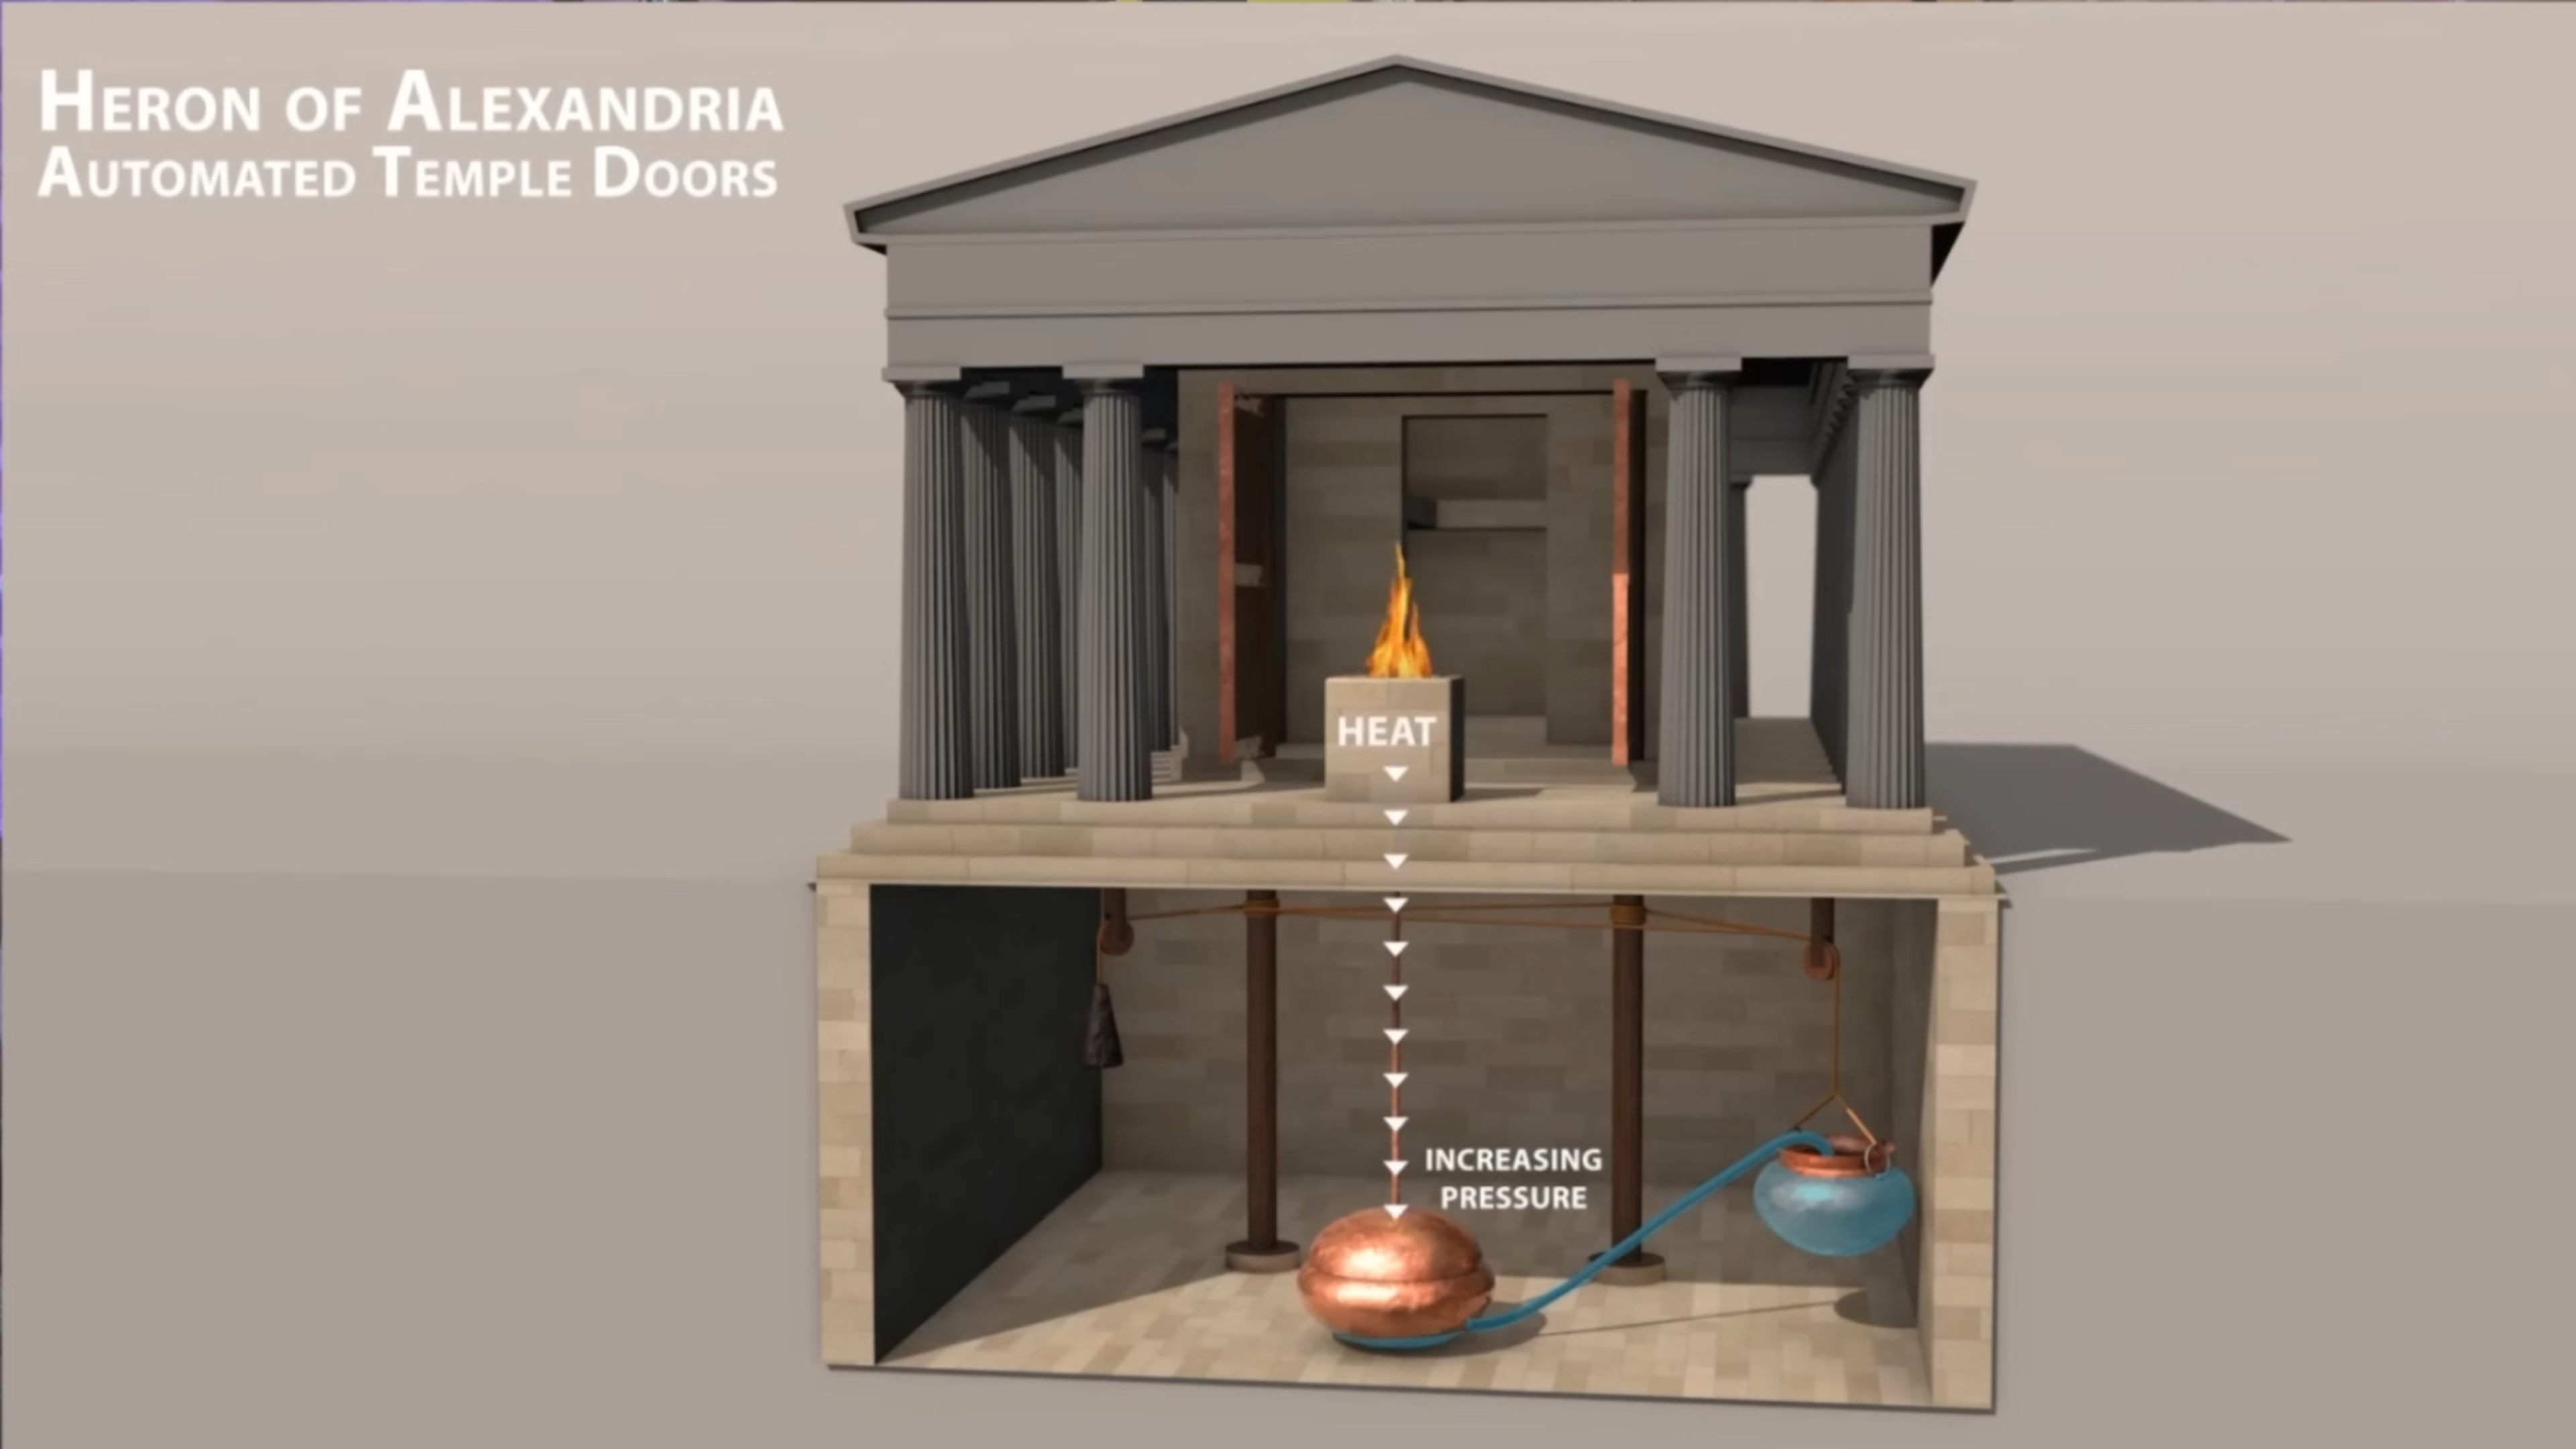 HERON OF ALEXANDRIA
AUTOMATED TEMPLE DOORS
HEAT
INCREASING
PRESSURE